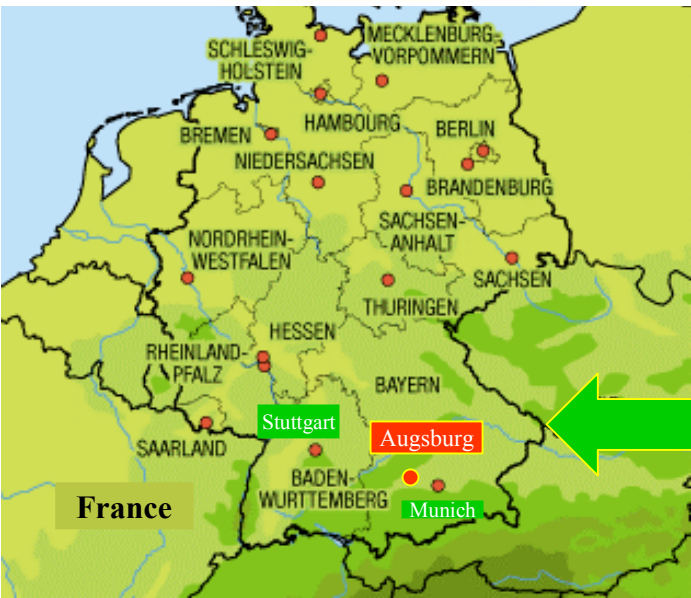 MECKLENBURG-
VORPOMMERN
SCHLESWIG-
HOLSTEIN
HAMBOURG
BERLIN
BREMEN
NIEDERSACHSEN
BRANDENBURG
SACHSEN-
ANHALT
NORDRHEIN-
WESTFALEN
SACHSEN
THURINGEN
HESSEN
RHEINLAND-
PFALZ
BAYERN
Stuttgart
Augsburg
SAARLAND
BADEN-
WURTTEMBERG
France
Munich